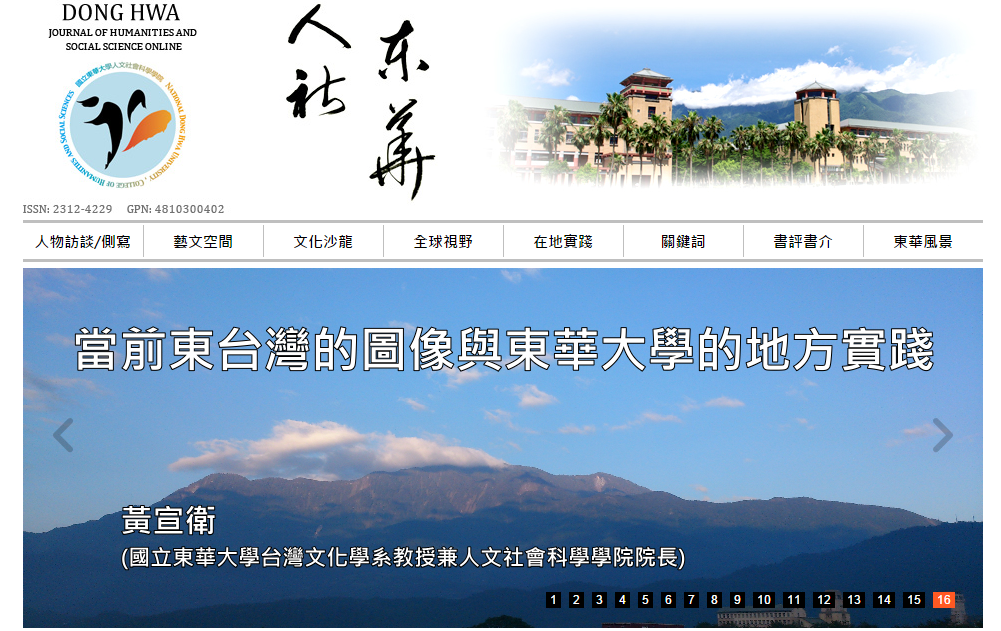 DONG HWA
JOURNAL OF HUMANITIES AND
SOCIAL SCIENCE ONLINE
國立東華大學人文社會科學學院
NATIONAL DONG HWA UNIVERSITY
COLLEGE OF HUMANITIES AND SOCIAL SCIENCES
东华
人社
ISSN: 2312-4229 GPN: 4810300402
人物訪談/側寫 藝文空間 文化沙龍 全球視野 在地實踐 關鍵詞 書評書介 東華風景
當前東台灣的圖像與東華大學的地方實踐
黃宣衛
(國立東華大學台灣文化學系教授兼人文社會科學學院院長)
1 2 3 4 5 6 7 8 9 10 11 12 13 14 15 16